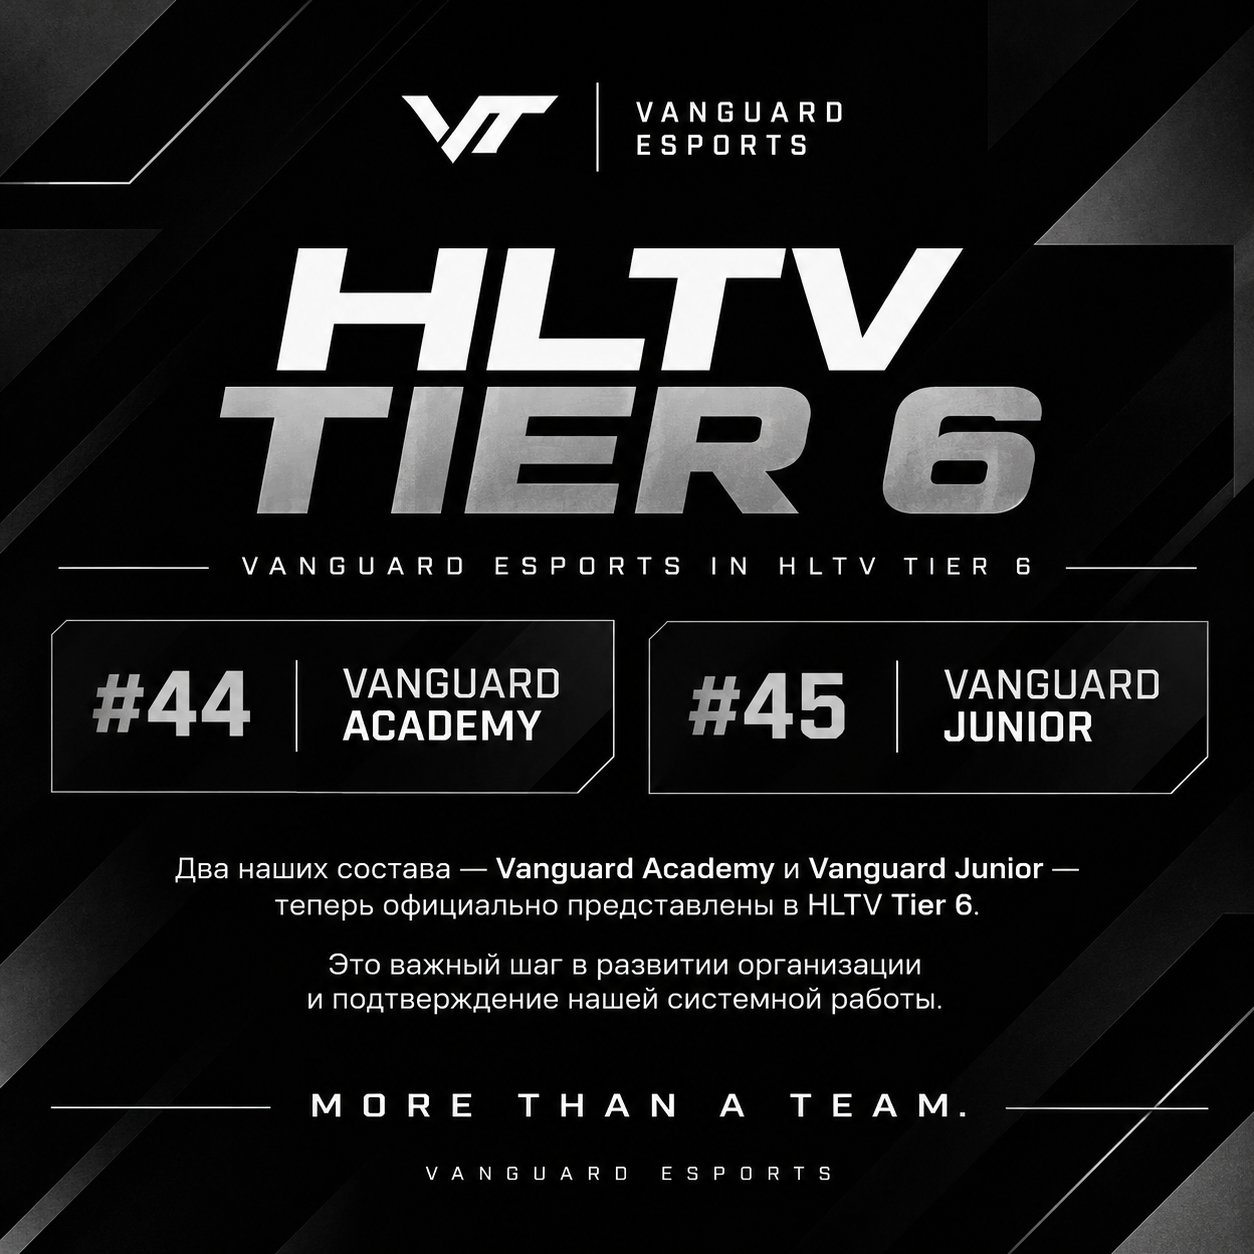 VT
VANGUARD
ESPORTS
HLTV
TIER 6
VANGUARD ESPORTS IN HLTV TIER 6
#44
VANGUARD
ACADEMY
#45
VANGUARD
JUNIOR
Два наших состава — Vanguard Academy и Vanguard Junior —
теперь официально представлены в HLTV Tier 6.
Это важный шаг в развитии организации
и подтверждение нашей системной работы.
MORE THAN A TEAM.
VANGUARD ESPORTS